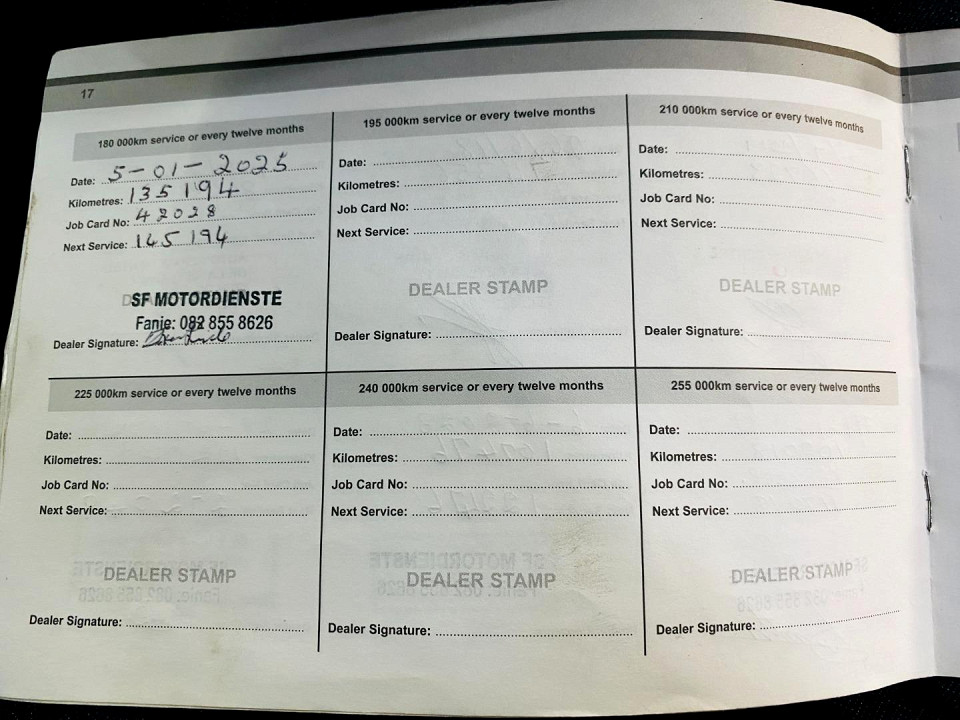 17
180 000km service or every twelve months
Date: 5-01-2025
Kilometres: 135194
Job Card No: 42028
Next Service: 145194
SF MOTORDIENSTE
Fanie: 082 855 8626
Dealer Signature:
195 000km service or every twelve months
Date:
Kilometres:
Job Card No:
Next Service:
DEALER STAMP
Dealer Signature:
210 000km service or every twelve months
Date:
Kilometres:
Job Card No:
Next Service:
DEALER STAMP
Dealer Signature:
225 000km service or every twelve months
Date:
Kilometres:
Job Card No:
Next Service:
DEALER STAMP
Dealer Signature:
240 000km service or every twelve months
Date:
Kilometres:
Job Card No:
Next Service:
DEALER STAMP
Dealer Signature:
255 000km service or every twelve months
Date:
Kilometres:
Job Card No:
Next Service:
DEALER STAMP
Dealer Signature: